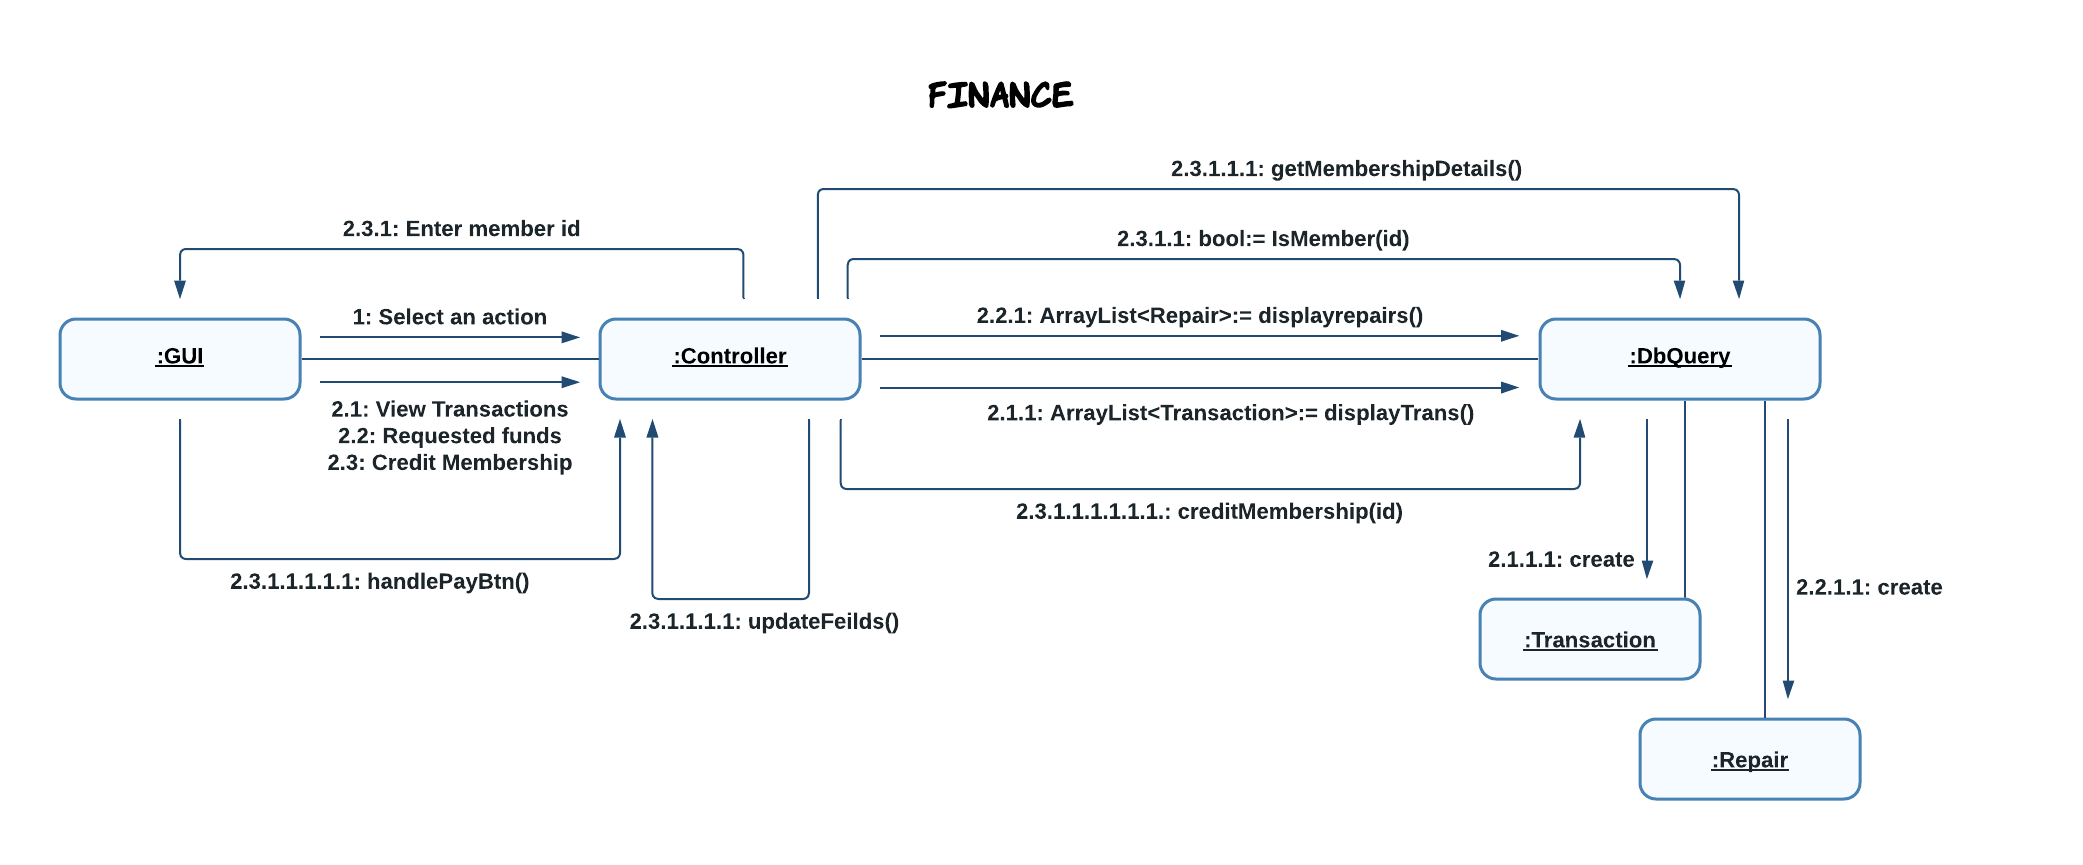 FINANCE
2.3.1.1.1: getMembershipDetails()
2.3.1: Enter member id
2.3.1.1: bool:= IsMember(id)
1: Select an action
2.2.1: ArrayList<Repair>:= displayrepairs()
:GUI
:Controller
:DbQuery
2.1: View Transactions
2.2: Requested funds
2.3: Credit Membership
2.1.1: ArrayList<Transaction>:= displayTrans()
2.3.1.1.1.1.1.1.: creditMembership(id)
2.1.1.1: create
2.2.1.1: create
2.3.1.1.1.1.1: handlePayBtn()
2.3.1.1.1.1: updateFeilds()
:Transaction
:Repair